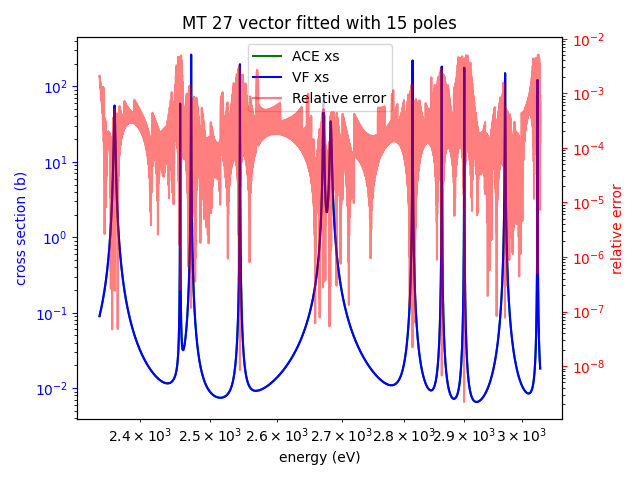 MT 27 vector fitted with 15 poles
ACE xs
VF xs
Relative error
10²
10¹
10⁰
10⁻¹
10⁻²
cross section (b)
10⁻²
10⁻³
10⁻⁴
10⁻⁵
10⁻⁶
10⁻⁷
10⁻⁸
relative error
2.4 × 10³ 2.5 × 10³ 2.6 × 10³ 2.7 × 10³ 2.8 × 10³ 2.9 × 10³ 3 × 10³
energy (eV)